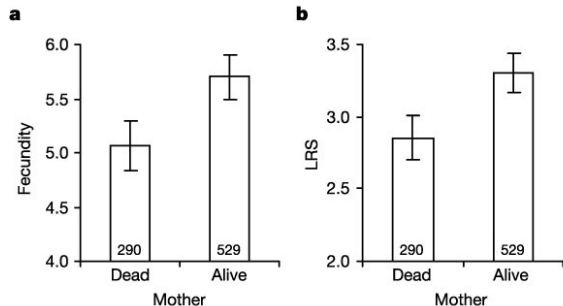 a
Fecundity
6.0
5.5
5.0
4.5
4.0
290
529
Dead
Alive
Mother
b
LRS
3.5
3.0
2.5
2.0
290
529
Dead
Alive
Mother